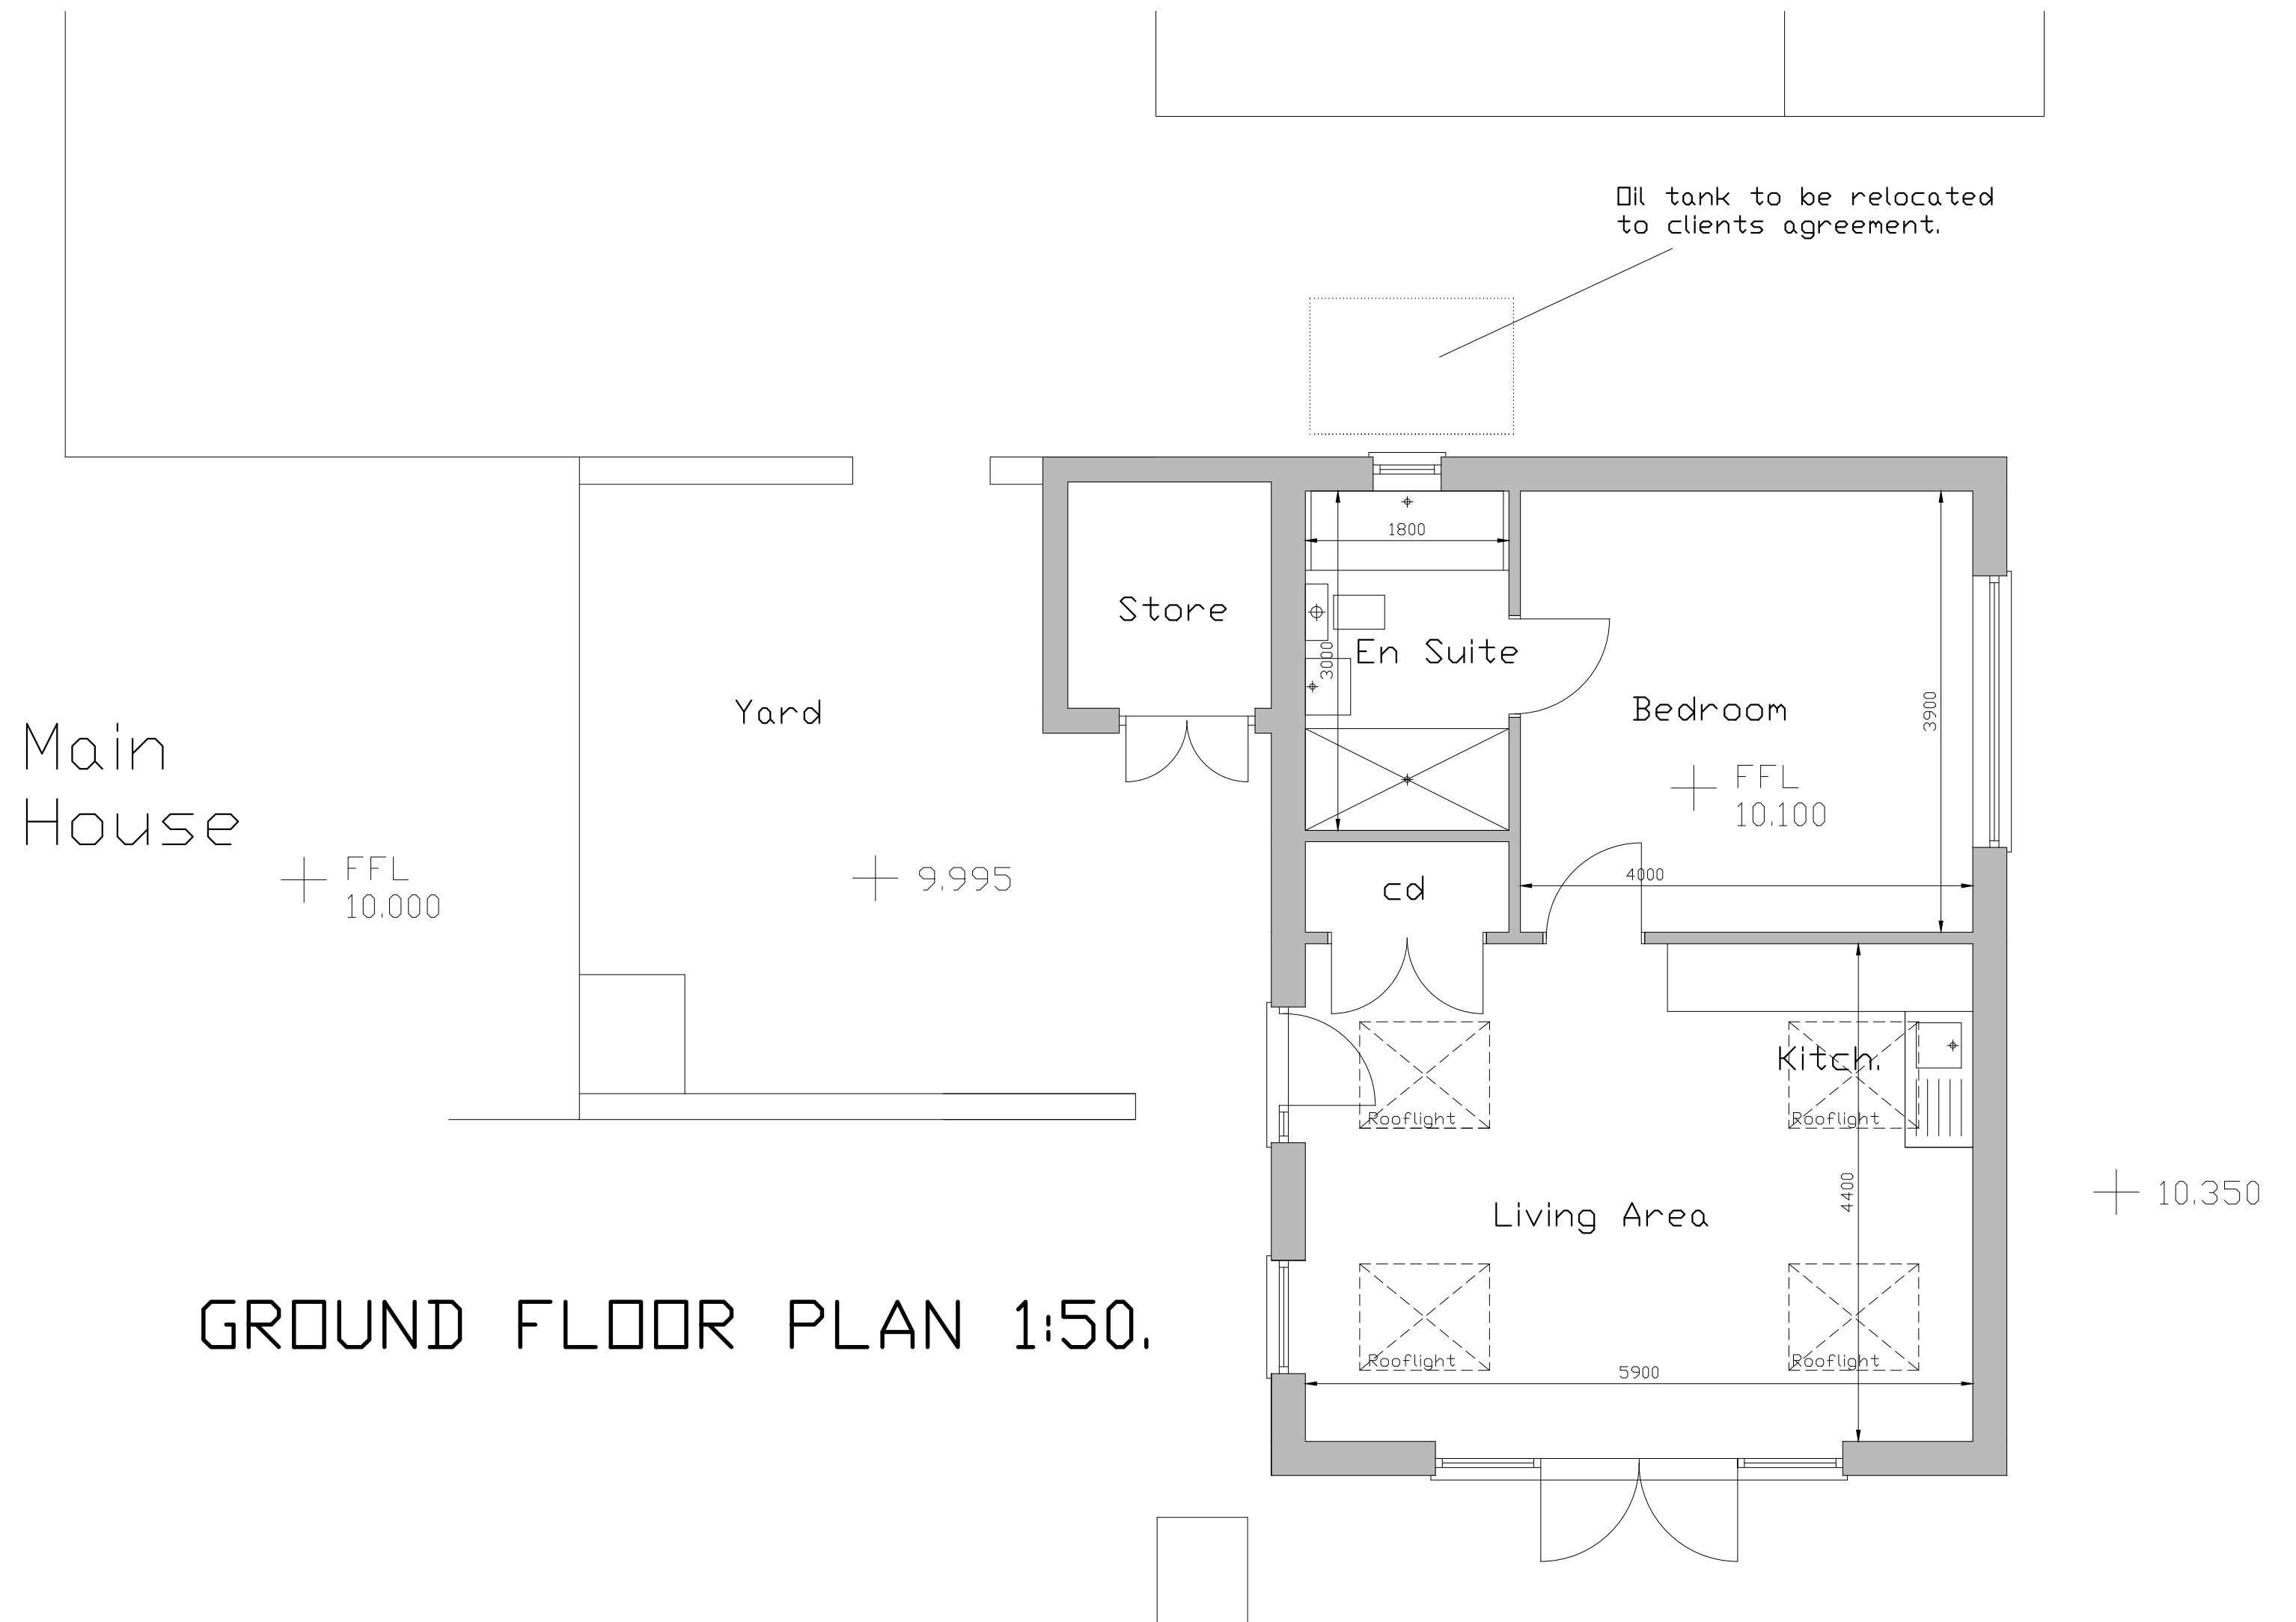 Oil tank to be relocated
to clients agreement.
1800
Store
En Suite
3000
Yard
Bedroom
3900
Main
House
FFL
10.100
FFL
10.000
9.995
cd
4000
Kitch.
Rooflight
Rooflight
4400
10.350
Living Area
GROUND FLOOR PLAN 1:50.
Rooflight
Rooflight
5900